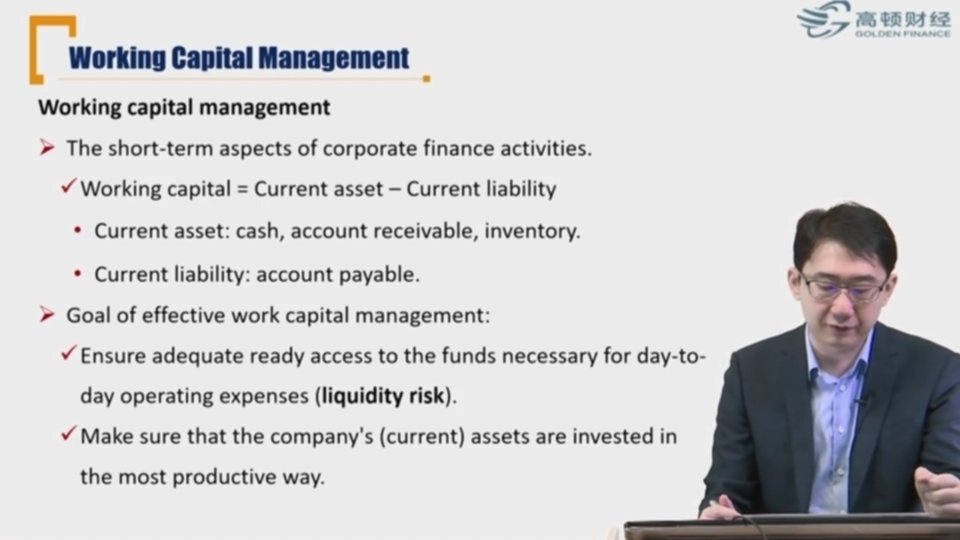 高顿财经
GOLDEN FINANCE
Working Capital Management
Working capital management
The short-term aspects of corporate finance activities.
Working capital = Current asset – Current liability
Current asset: cash, account receivable, inventory.
Current liability: account payable.
Goal of effective work capital management:
Ensure adequate ready access to the funds necessary for day-to-
day operating expenses (liquidity risk).
Make sure that the company's (current) assets are invested in
the most productive way.